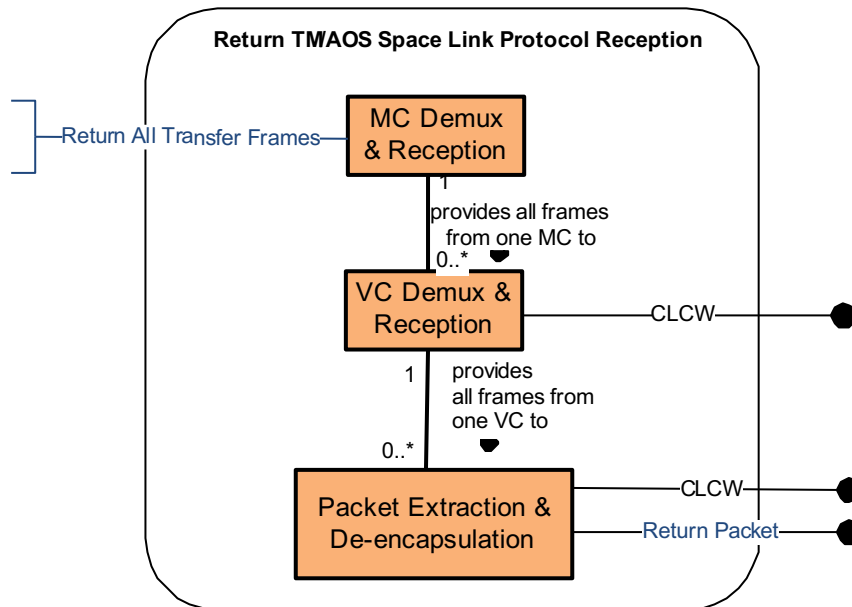 Return TM/AOS Space Link Protocol Reception
MC Demux
& Reception
Return All Transfer Frames
1
provides all frames
from one MC to
0..*
VC Demux &
Reception
CLCW
1
provides
all frames from
one VC to
0..*
Packet Extraction &
De-encapsulation
CLCW
Return Packet